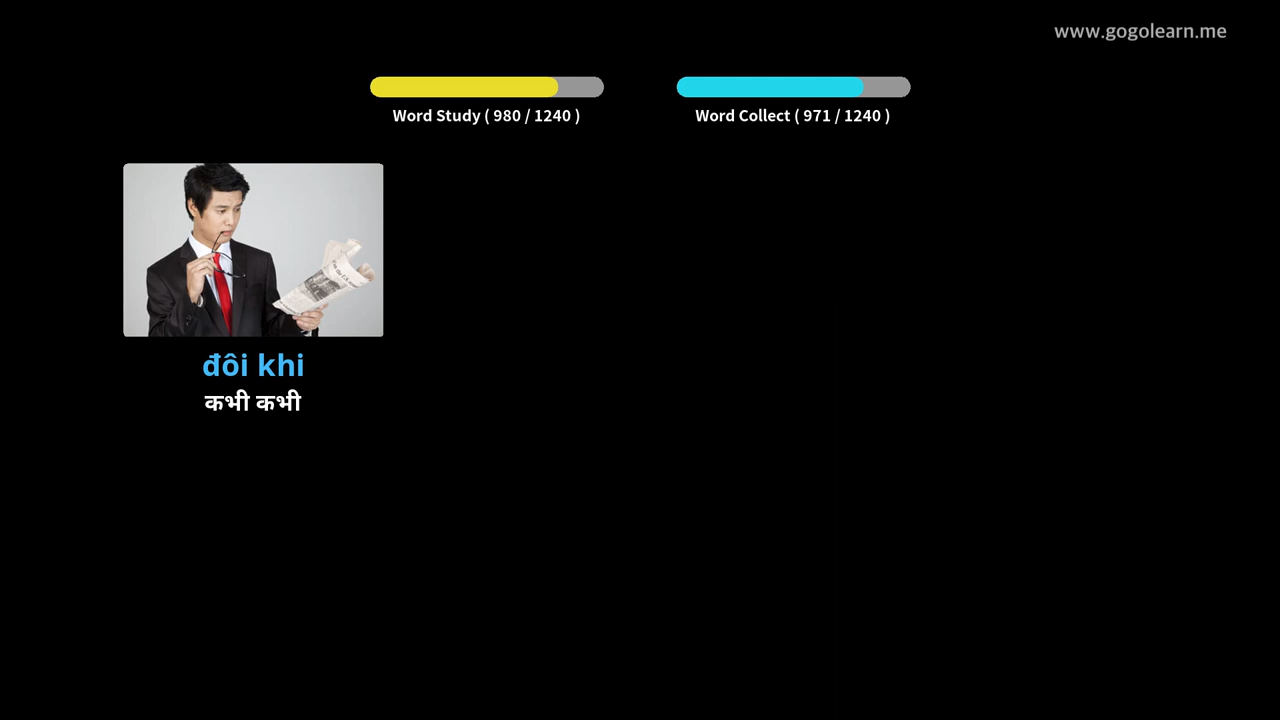 www.gogolearn.me
Word Study ( 980 / 1240 )
Word Collect ( 971 / 1240 )
đôi khi
कभी कभी